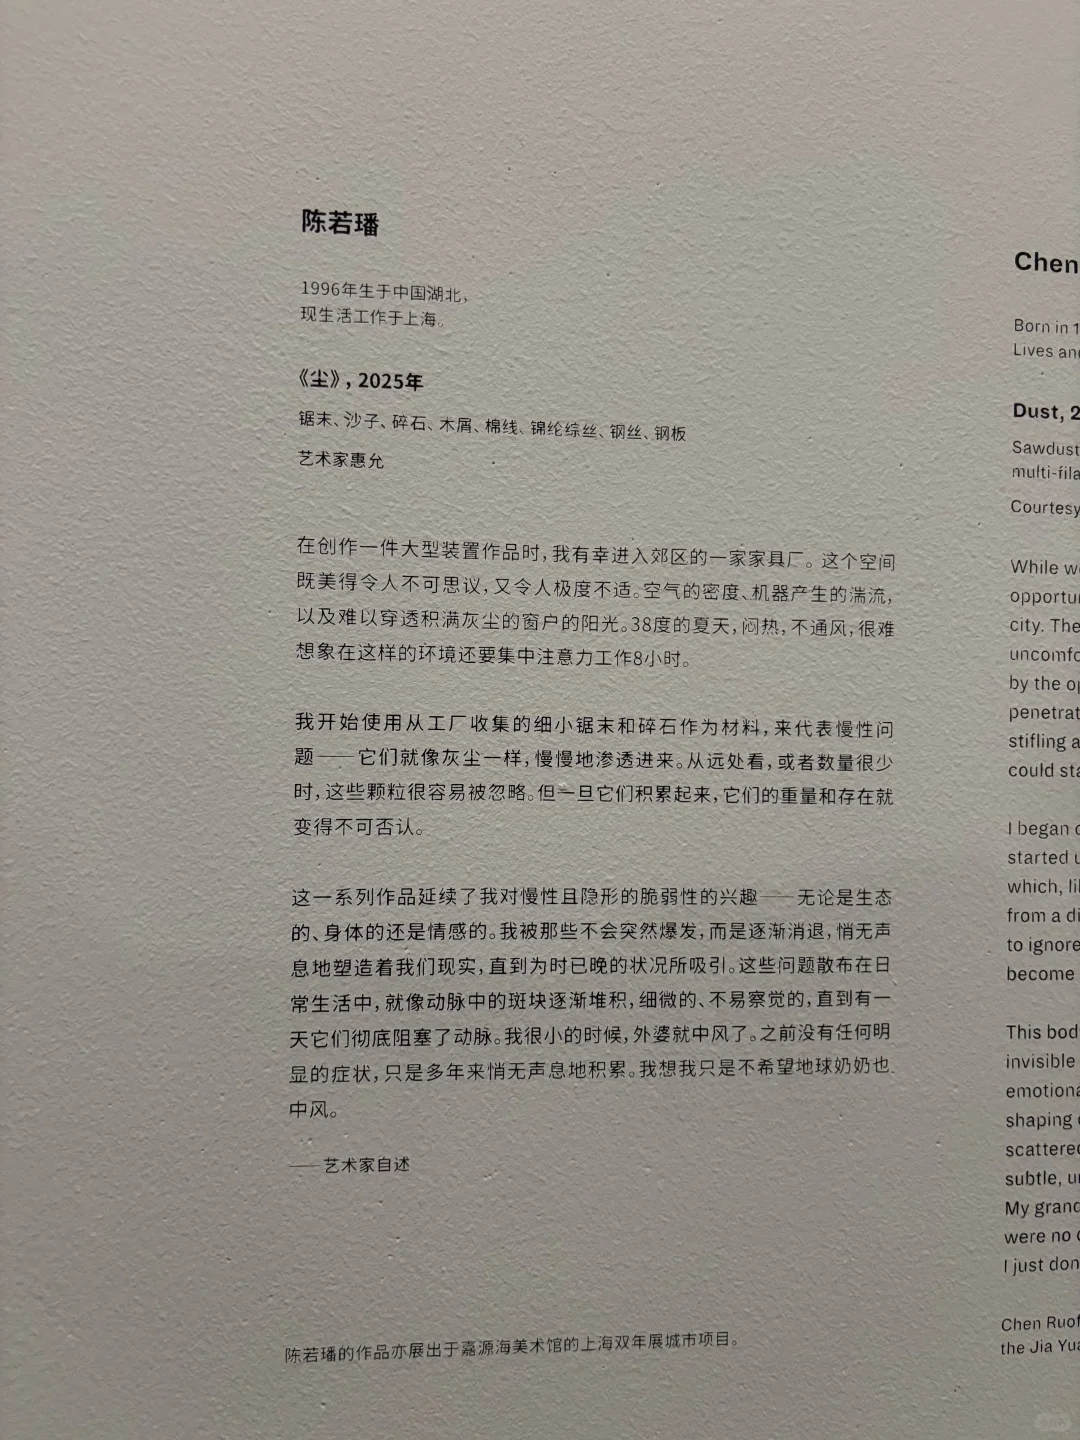 陈若璠
1996年生于中国湖北，
现生活工作于上海。
《尘》，2025年
锯末、沙子、碎石、木屑、棉线、锦纶综丝、钢丝、钢板
艺术家惠允
在创作一件大型装置作品时，我有幸进入郊区的一家家具厂。这个空间
既美得令人不可思议，又令人极度不适。空气的密度、机器产生的湍流，
以及难以穿透积满灰尘的窗户的阳光。38度的夏天，闷热，不通风，很难
想象在这样的环境还要集中注意力工作8小时。
我开始使用从工厂收集的细小锯末和碎石作为材料，来代表慢性问
题——它们就像灰尘一样，慢慢地渗透进来。从远处看，或者数量很少
时，这些颗粒很容易被忽略。但一旦它们积累起来，它们的重量和存在就
变得不可否认。
这一系列作品延续了我对慢性且隐形的脆弱性的兴趣——无论是生态
的、身体的还是情感的。我被那些不会突然爆发，而是逐渐消退，悄无声
息地塑造着我们现实，直到为时已晚的状况所吸引。这些问题散布在日
常生活中，就像动脉中的斑块逐渐堆积，细微的、不易察觉的，直到有一
天它们彻底阻塞了动脉。我很小的时候，外婆就中风了。之前没有任何明
显的症状，只是多年来悄无声息地积累。我想我只是不希望地球奶奶也
中风。
——艺术家自述
陈若璠的作品亦展出于嘉源海美术馆的上海双年展城市项目。
Chen
Born in 1
Lives and
Dust, 2
Sawdust
multi-fila
Courtesy
While we
opportun
city. The
uncomfo
by the op
penetrat
stifling a
could sta
I began c
started u
which, li
from a di
to ignore
become
This bod
invisible
emotiona
shaping
scattered
subtle, u
My grand
were no
I just don
Chen Ruof
the Jia Yua